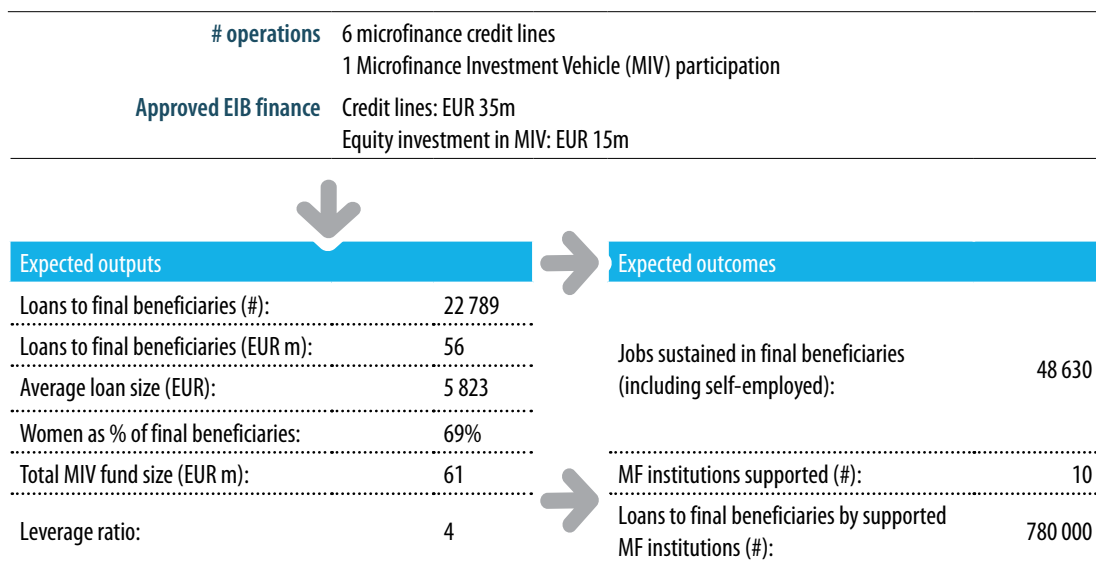 # operations 6 microfinance credit lines
1 Microfinance Investment Vehicle (MIV) participation
Approved EIB finance Credit lines: EUR 35m
Equity investment in MIV: EUR 15m
Expected outputs
Loans to final beneficiaries (#): 22 789
Loans to final beneficiaries (EUR m): 56
Average loan size (EUR): 5 823
Women as % of final beneficiaries: 69%
Total MIV fund size (EUR m): 61
Leverage ratio: 4
Expected outcomes
Jobs sustained in final beneficiaries
(including self-employed): 48 630
MF institutions supported (#): 10
Loans to final beneficiaries by supported
MF institutions (#): 780 000